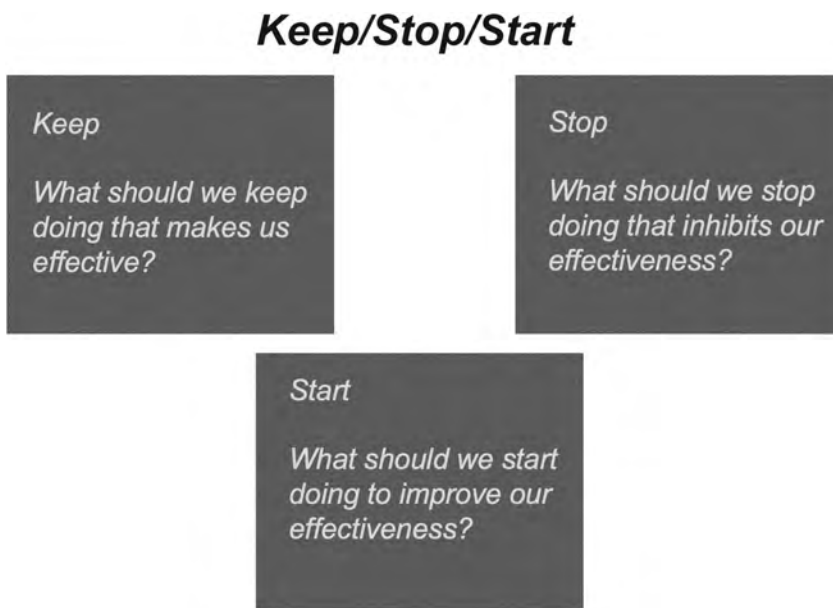 Keep/Stop/Start
Keep
What should we keep
doing that makes us
effective?
Stop
What should we stop
doing that inhibits our
effectiveness?
Start
What should we start
doing to improve our
effectiveness?